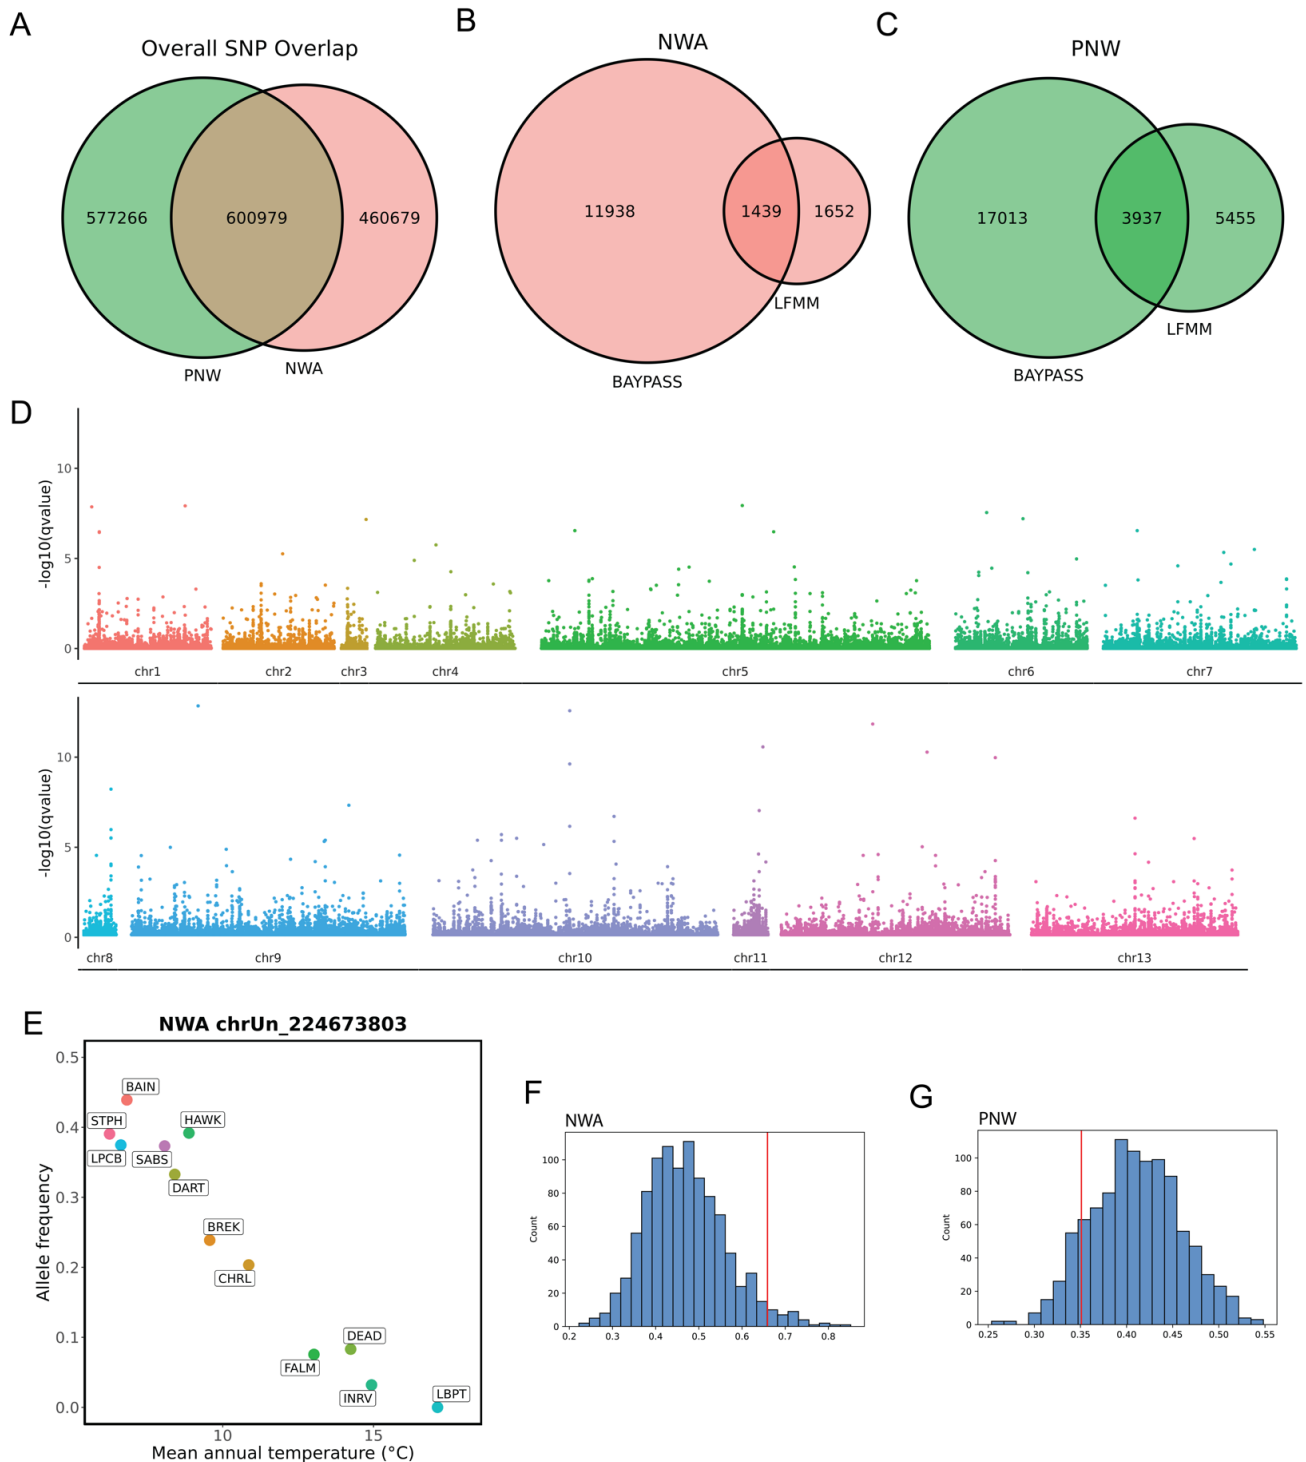 A
B
C
Overall SNP Overlap
NWA
PNW
577266
600979
460679
11938
1439
1652
17013
3937
5455
PNW
NWA
LFMM
BAYPASS
LFMM
BAYPASS
D
10
5
0
-log10(qvalue)
chr1
chr2
chr3
chr4
chr5
chr6
chr7
10
5
0
-log10(qvalue)
chr8
chr9
chr10
chr11
chr12
chr13
E
NWA chrUn_224673803
0.5
0.4
0.3
0.2
0.1
0.0
Allele frequency
BAIN
STPH
HAWK
LPCB
SABS
DART
BREK
CHRL
DEAD
FALM
INRV
LBPT
10
15
Mean annual temperature (°C)
F
NWA
100
80
60
40
20
0
Count
0.2
0.3
0.4
0.5
0.6
0.7
0.8
G
PNW
100
80
60
40
20
0
Count
0.25
0.30
0.35
0.40
0.45
0.50
0.55